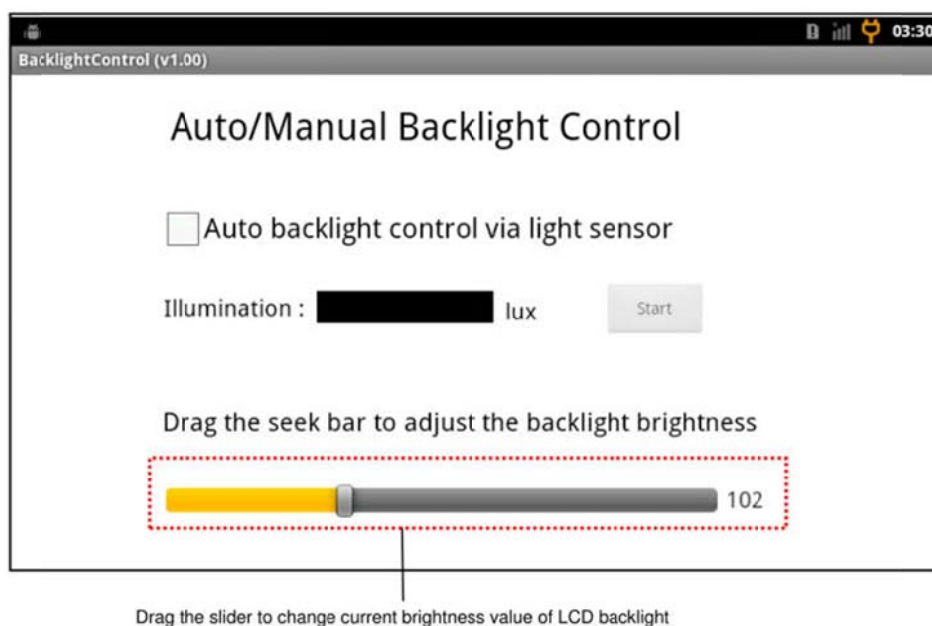 03:30
BacklightControl (v1.00)
Auto/Manual Backlight Control
Auto backlight control via light sensor
Illumination : lux Start
Drag the seek bar to adjust the backlight brightness
102
Drag the slider to change current brightness value of LCD backlight